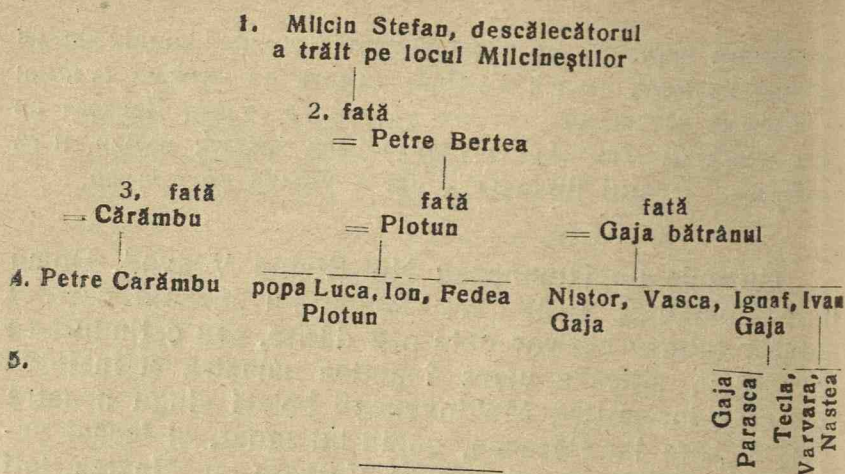 1. Milcin Stefan, descălecătorul
a trăit pe locul Milcineştilor
2. fată
= Petre Bertea
3, fată
= Cărămbu
fată
= Plotun
fată
= Gaja bătrânul
4. Petre Carămbu
popa Luca, Ion, Fedea
Plotun
Nistor, Vasca, Ignaf, Ivan
Gaja Gaja
5.
Gaja
Parasca
Tecla,
Varvara,
Nastea